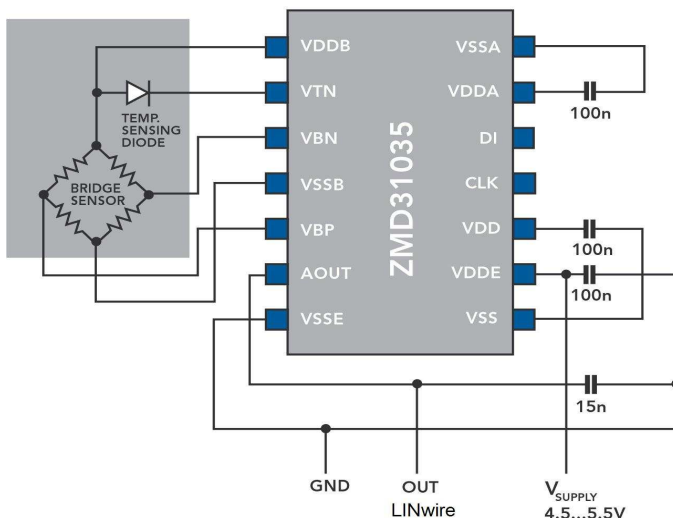 VDDB
VTN
VBN
VSSB
VBP
AOUT
VSSE
TEMP.
SENSING
DIODE
BRIDGE
SENSOR
ZMD31035
VSSA
VDDA
DI
CLK
VDD
VDDE
VSS
100n
100n
100n
15n
GND
OUT
LINwire
VSUPPLY
4.5...5.5V